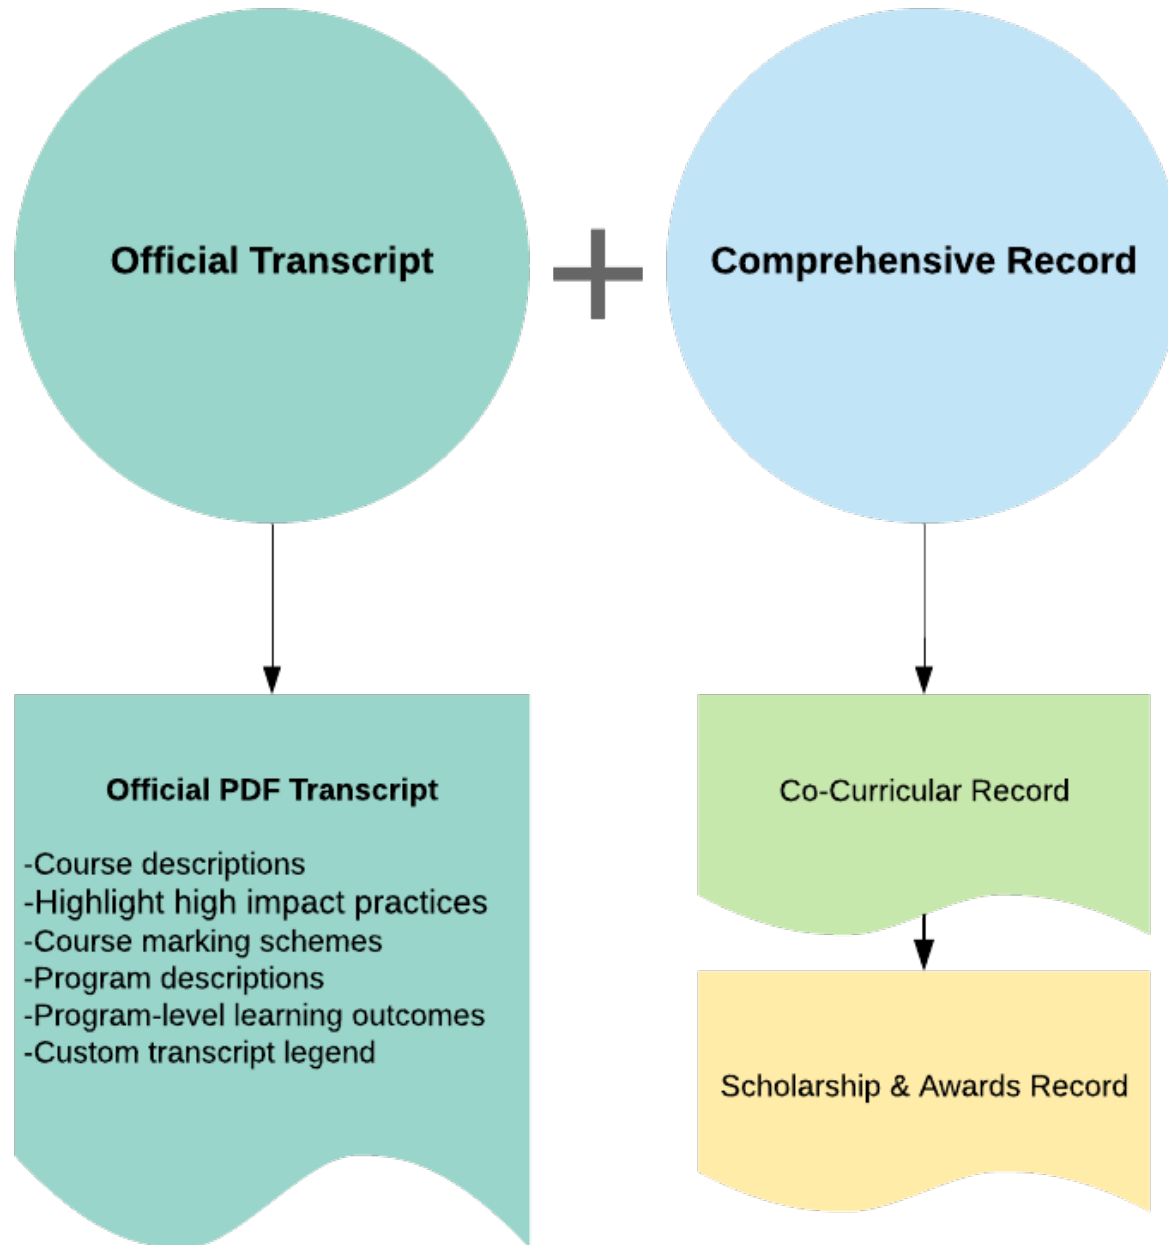 Official Transcript
+
Comprehensive Record
Official PDF Transcript
-Course descriptions
-Highlight high impact practices
-Course marking schemes
-Program descriptions
-Program-level learning outcomes
-Custom transcript legend
Co-Curricular Record
Scholarship & Awards Record